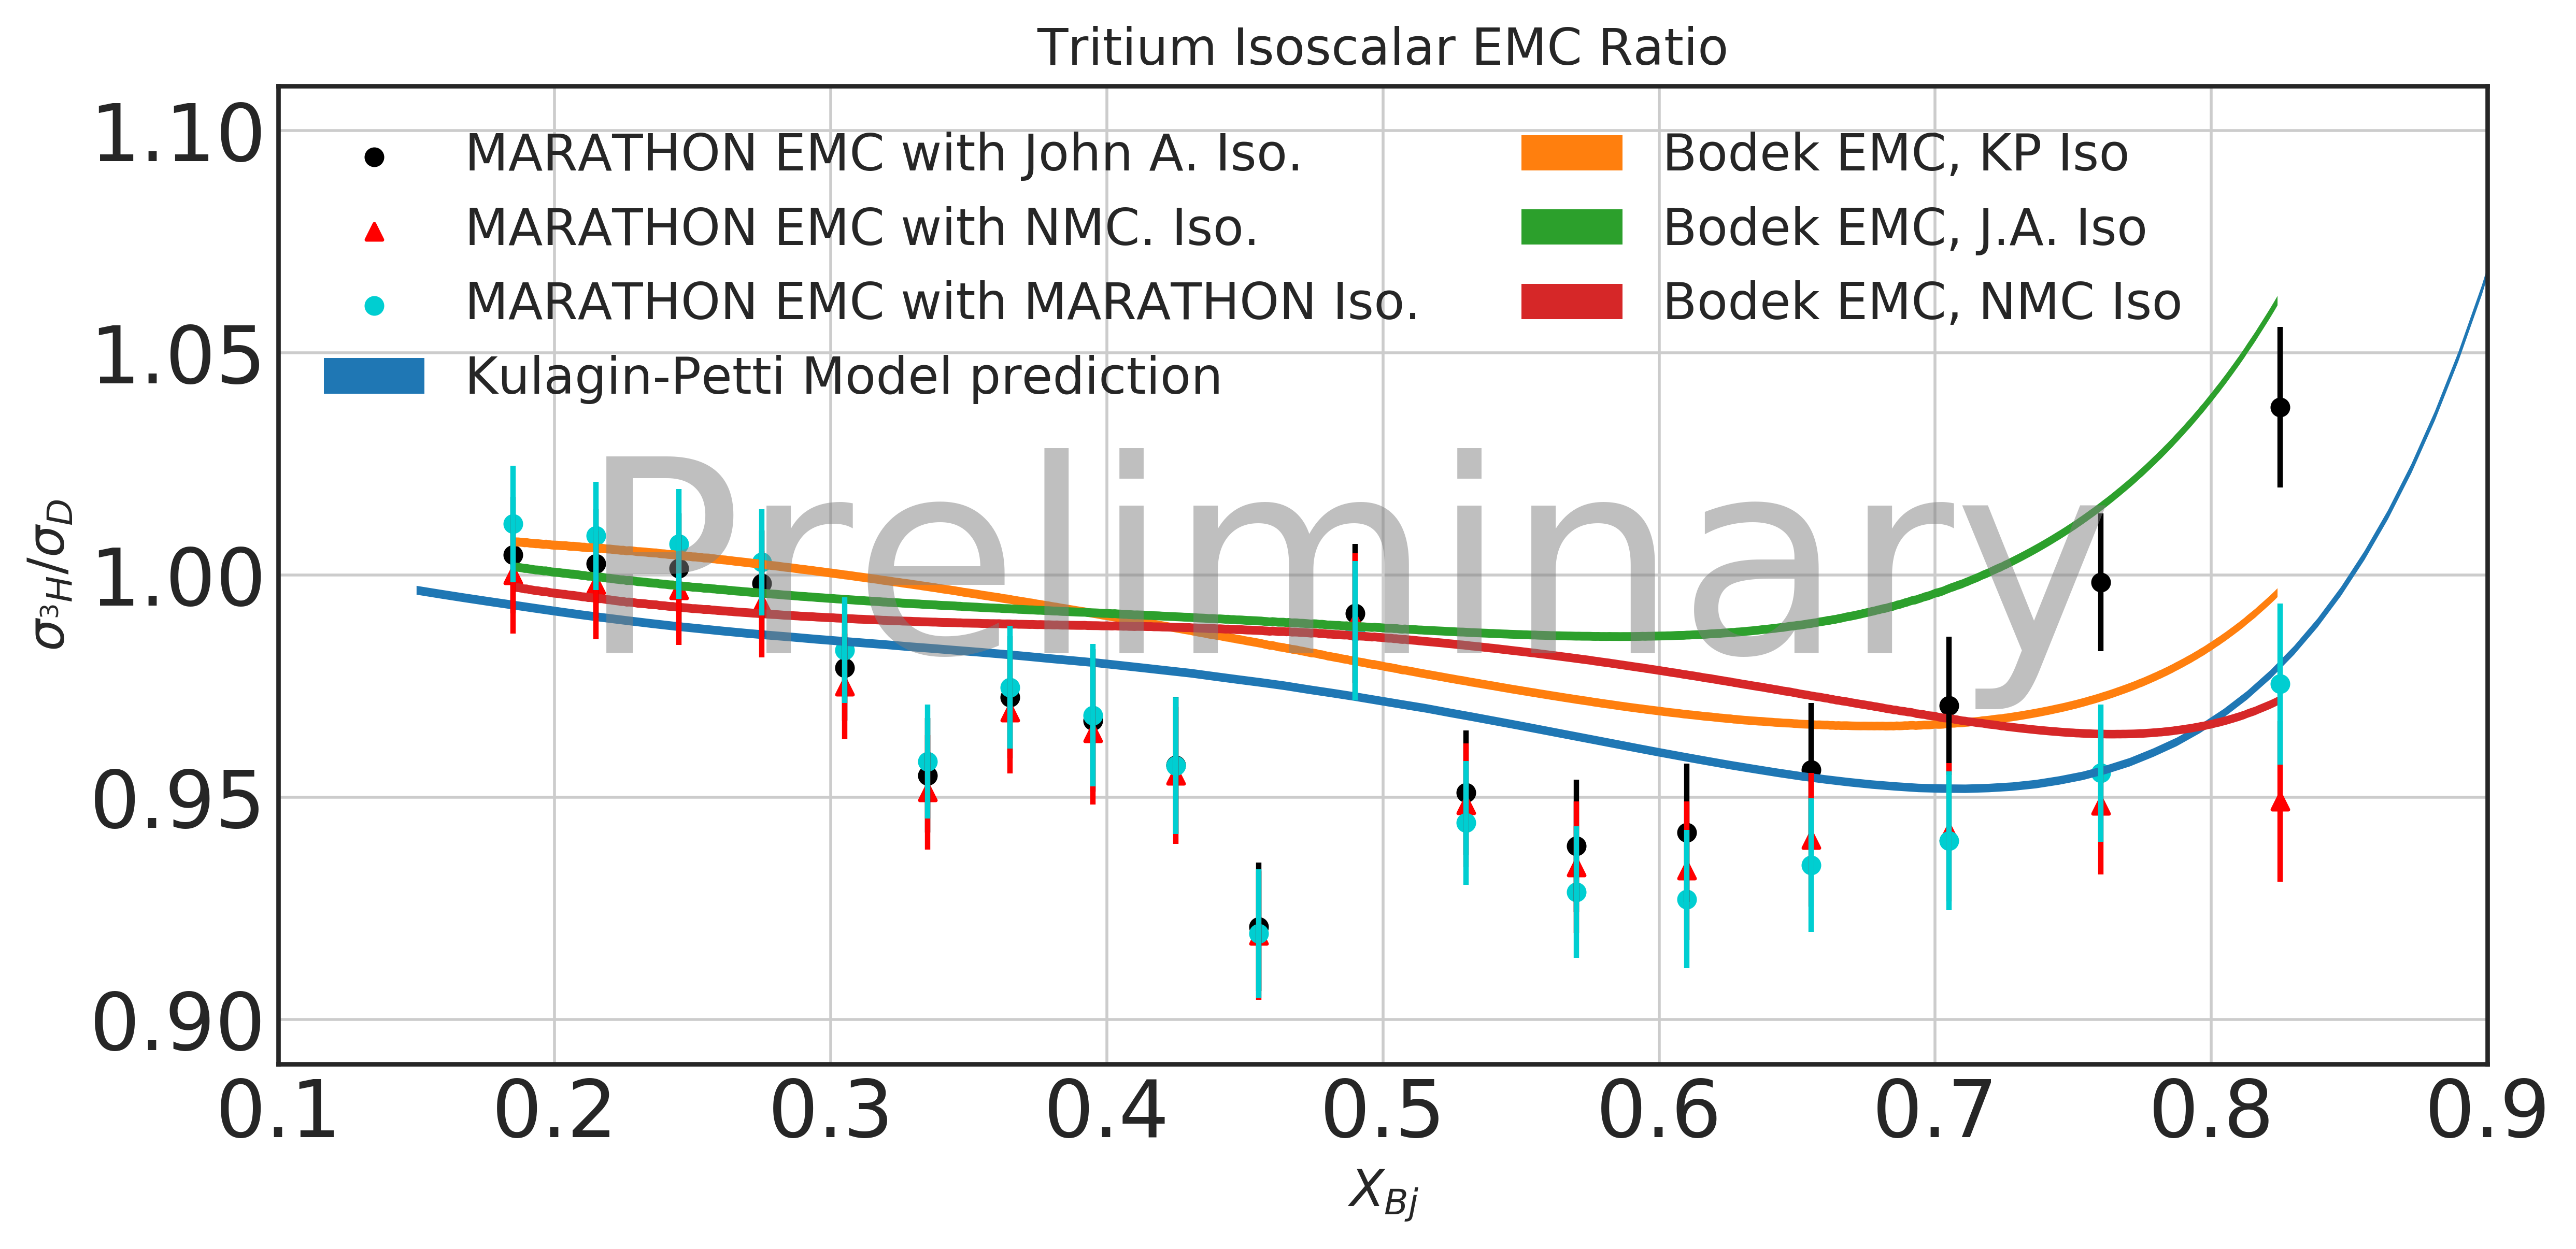 Tritium Isoscalar EMC Ratio
MARATHON EMC with John A. Iso.
MARATHON EMC with NMC. Iso.
MARATHON EMC with MARATHON Iso.
Kulagin-Petti Model prediction
Bodek EMC, KP Iso
Bodek EMC, J.A. Iso
Bodek EMC, NMC Iso
Preliminary
1.10
1.05
1.00
0.95
0.90
σ³H/σD
0.1 0.2 0.3 0.4 0.5 0.6 0.7 0.8 0.9
XBj